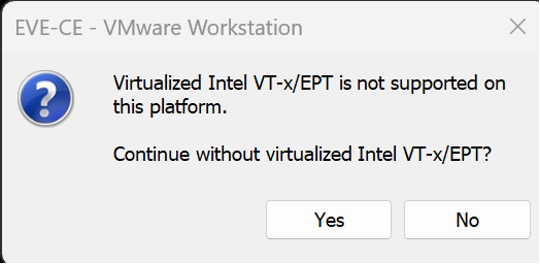 EVE-CE - VMware Workstation
Virtualized Intel VT-x/EPT is not supported on
this platform.
Continue without virtualized Intel VT-x/EPT?
Yes
No